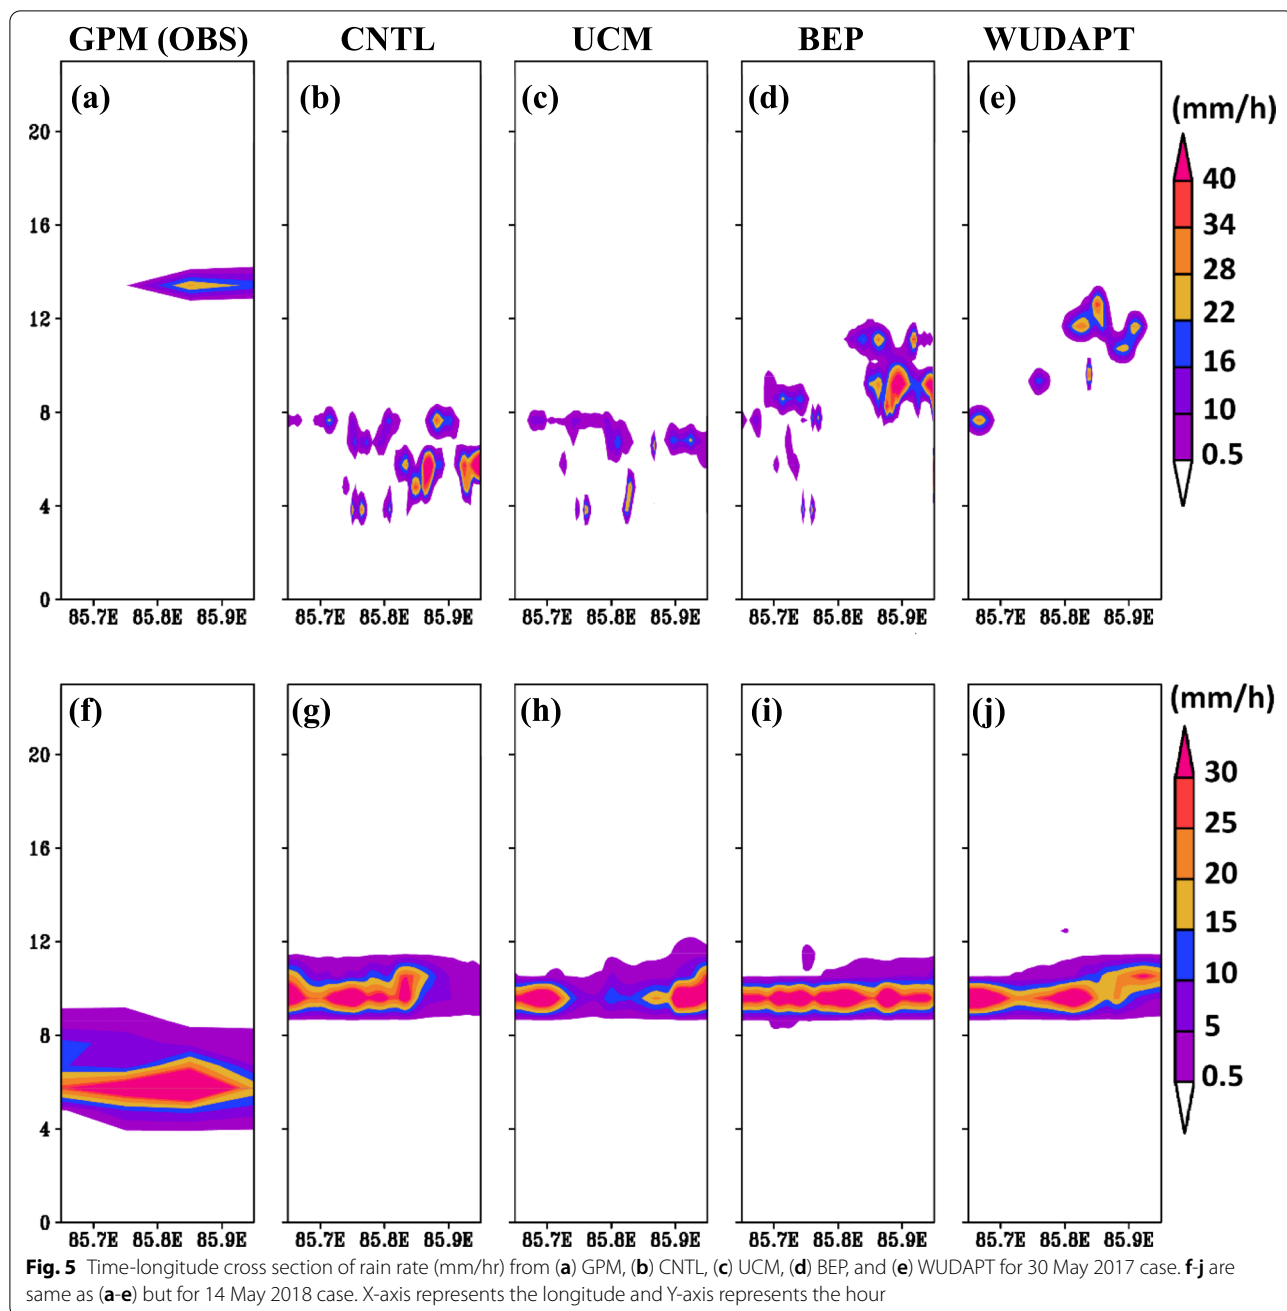 GPM (OBS) CNTL UCM BEP WUDAPT
(a) (b) (c) (d) (e)
(mm/h)
20
16
12
8
4
0
40
34
28
22
16
10
0.5
85.7E 85.8E 85.9E 85.7E 85.8E 85.9E 85.7E 85.8E 85.9E 85.7E 85.8E 85.9E 85.7E 85.8E 85.9E
(f) (g) (h) (i) (j)
(mm/h)
20
16
12
8
4
0
30
25
20
15
10
5
0.5
85.7E 85.8E 85.9E 85.7E 85.8E 85.9E 85.7E 85.8E 85.9E 85.7E 85.8E 85.9E 85.7E 85.8E 85.9E
Fig. 5 Time-longitude cross section of rain rate (mm/hr) from (a) GPM, (b) CNTL, (c) UCM, (d) BEP, and (e) WUDAPT for 30 May 2017 case. f-j are
same as (a-e) but for 14 May 2018 case. X-axis represents the longitude and Y-axis represents the hour